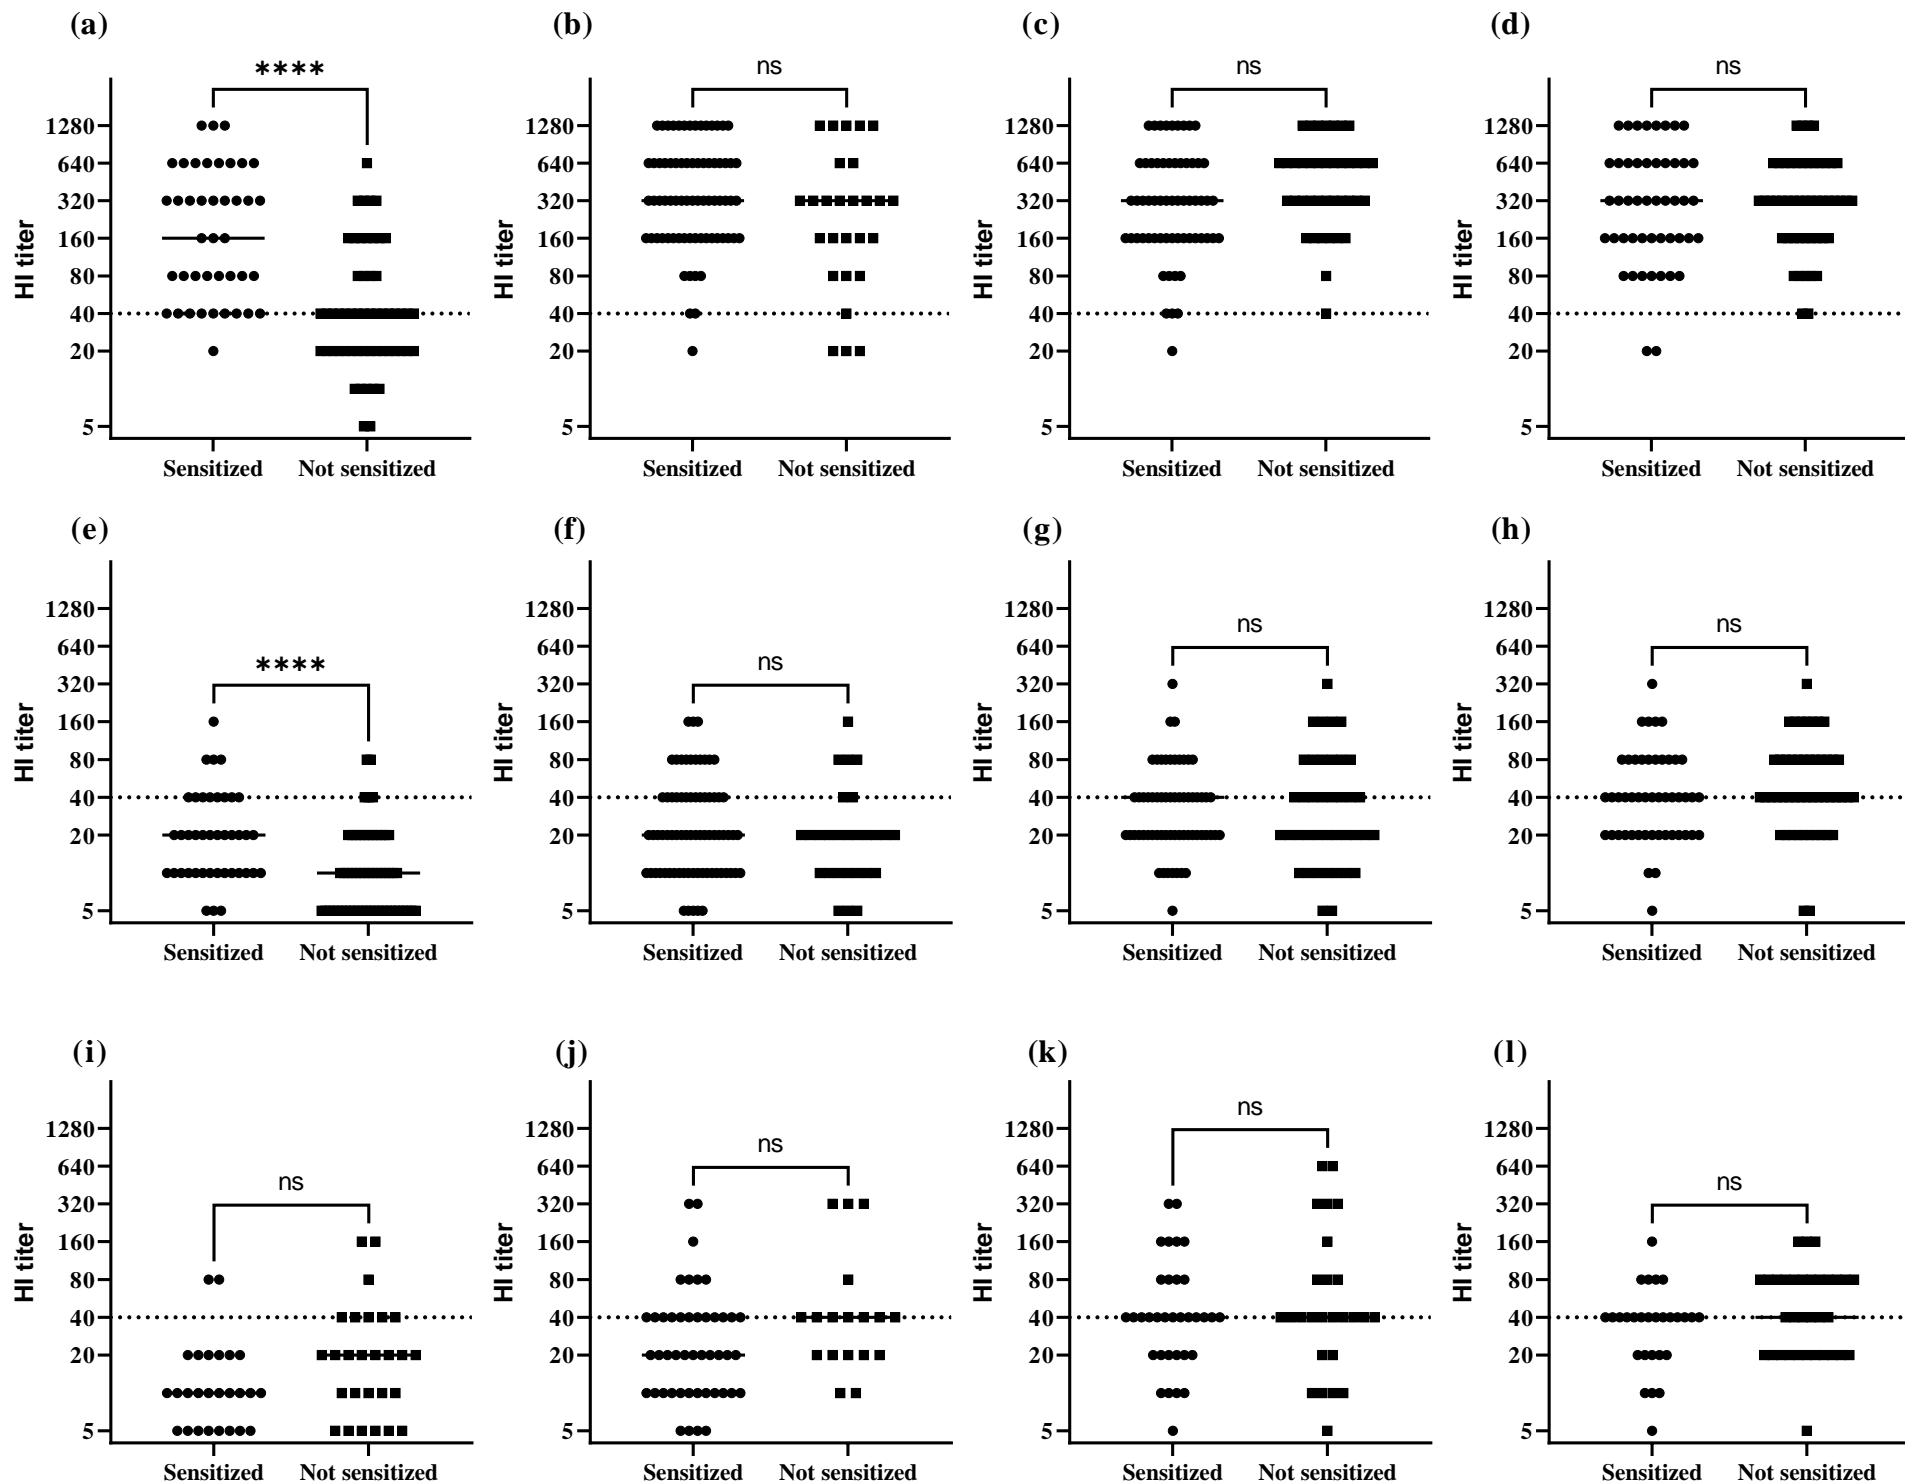 (a) (b) (c) (d)
**** ns ns ns
HI titer HI titer HI titer HI titer
1280 1280 1280 1280
640 640 640 640
320 320 320 320
160 160 160 160
80 80 80 80
40 40 40 40
20 20 20 20
5 5 5 5
Sensitized Not sensitized Sensitized Not sensitized Sensitized Not sensitized Sensitized Not sensitized
(e) (f) (g) (h)
**** ns ns ns
HI titer HI titer HI titer HI titer
1280 1280 1280 1280
640 640 640 640
320 320 320 320
160 160 160 160
80 80 80 80
40 40 40 40
20 20 20 20
5 5 5 5
Sensitized Not sensitized Sensitized Not sensitized Sensitized Not sensitized Sensitized Not sensitized
(i) (j) (k) (l)
ns ns ns ns
HI titer HI titer HI titer HI titer
1280 1280 1280 1280
640 640 640 640
320 320 320 320
160 160 160 160
80 80 80 80
40 40 40 40
20 20 20 20
5 5 5 5
Sensitized Not sensitized Sensitized Not sensitized Sensitized Not sensitized Sensitized Not sensitized